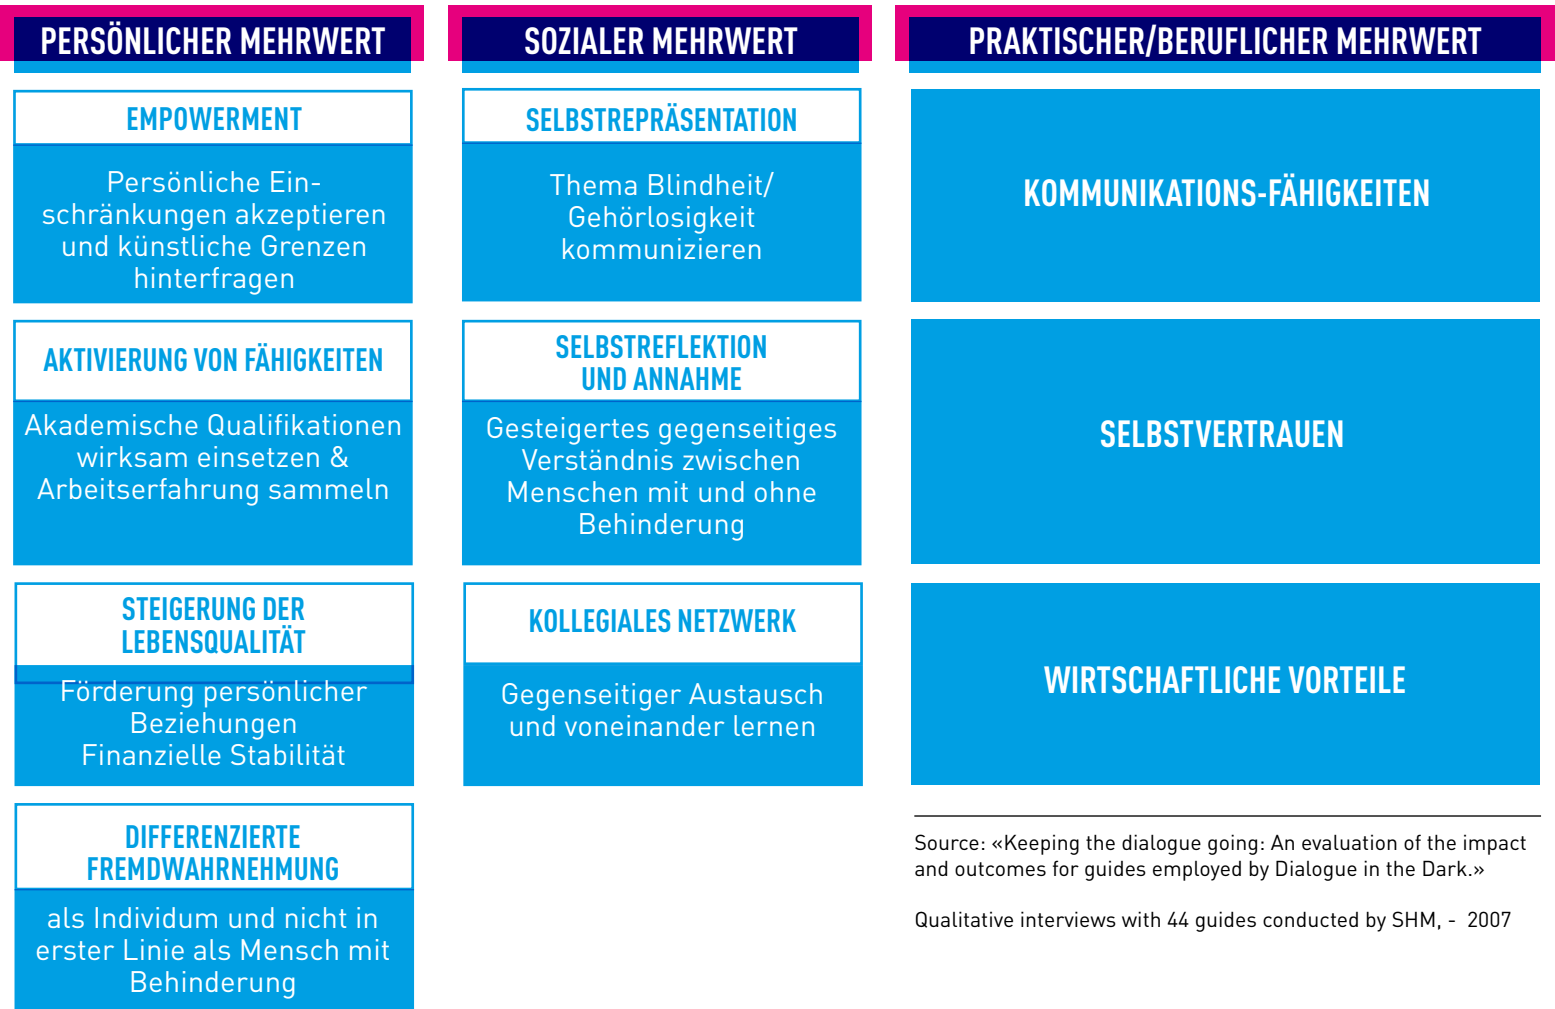 PERSÖNLICHER MEHRWERT
EMPOWERMENT
Persönliche Ein-
schränkungen akzeptieren
und künstliche Grenzen
hinterfragen
AKTIVIERUNG VON FÄHIGKEITEN
Akademische Qualifikationen
wirksam einsetzen &
Arbeitserfahrung sammeln
STEIGERUNG DER
LEBENSQUALITÄT
Förderung persönlicher
Beziehungen
Finanzielle Stabilität
DIFFERENZIERTE
FREMDWAHRNEHMUNG
als Individum und nicht in
erster Linie als Mensch mit
Behinderung
SOZIALER MEHRWERT
SELBSTREPRÄSENTATION
Thema Blindheit/
Gehörlosigkeit
kommunizieren
SELBSTREFLEKTION
UND ANNAHME
Gesteigertes gegenseitiges
Verständnis zwischen
Menschen mit und ohne
Behinderung
KOLLEGIALES NETZWERK
Gegenseitiger Austausch
und voneinander lernen
PRAKTISCHER/BERUFLICHER MEHRWERT
KOMMUNIKATIONS-FÄHIGKEITEN
SELBSTVERTRAUEN
WIRTSCHAFTLICHE VORTEILE
Source: «Keeping the dialogue going: An evaluation of the impact
and outcomes for guides employed by Dialogue in the Dark.»
Qualitative interviews with 44 guides conducted by SHM, - 2007